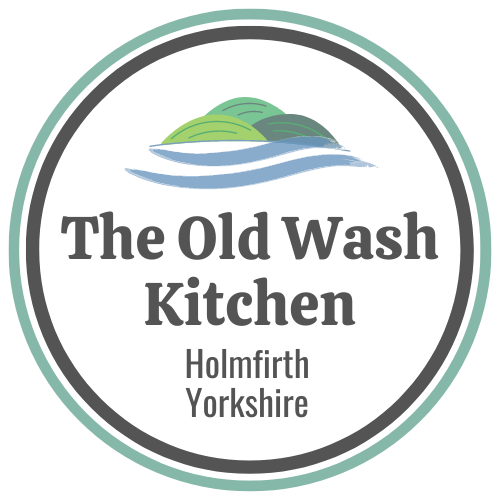 The Old Wash
Kitchen
Holmfirth
Yorkshire